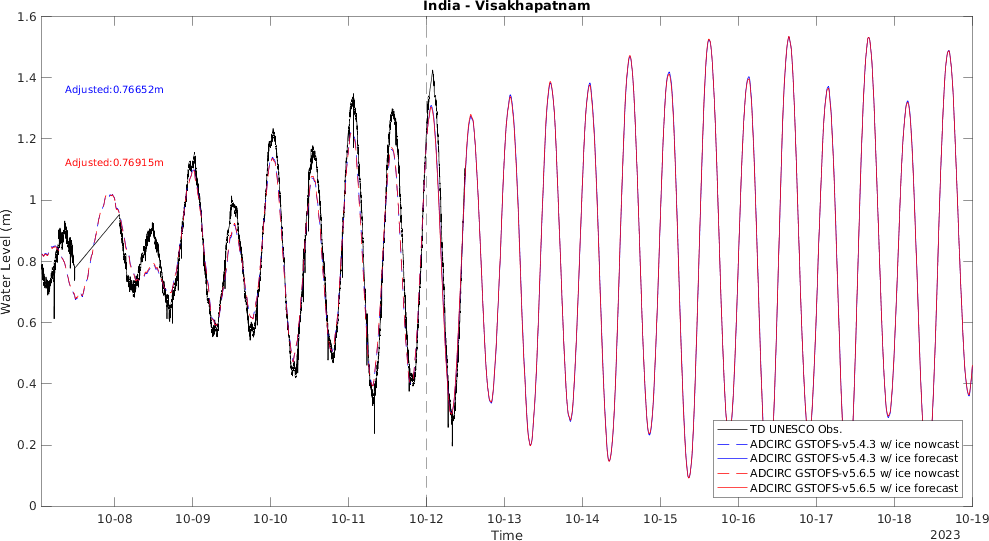 India - Visakhapatnam
Adjusted:0.76652m
Adjusted:0.76915m
Water Level (m)
1.6
1.4
1.2
1
0.8
0.6
0.4
0.2
0
TD UNESCO Obs.
ADCIRC GSTOFS-v5.4.3 w/ ice nowcast
ADCIRC GSTOFS-v5.4.3 w/ ice forecast
ADCIRC GSTOFS-v5.6.5 w/ ice nowcast
ADCIRC GSTOFS-v5.6.5 w/ ice forecast
10-08 10-09 10-10 10-11 10-12 10-13 10-14 10-15 10-16 10-17 10-18 10-19
Time
2023